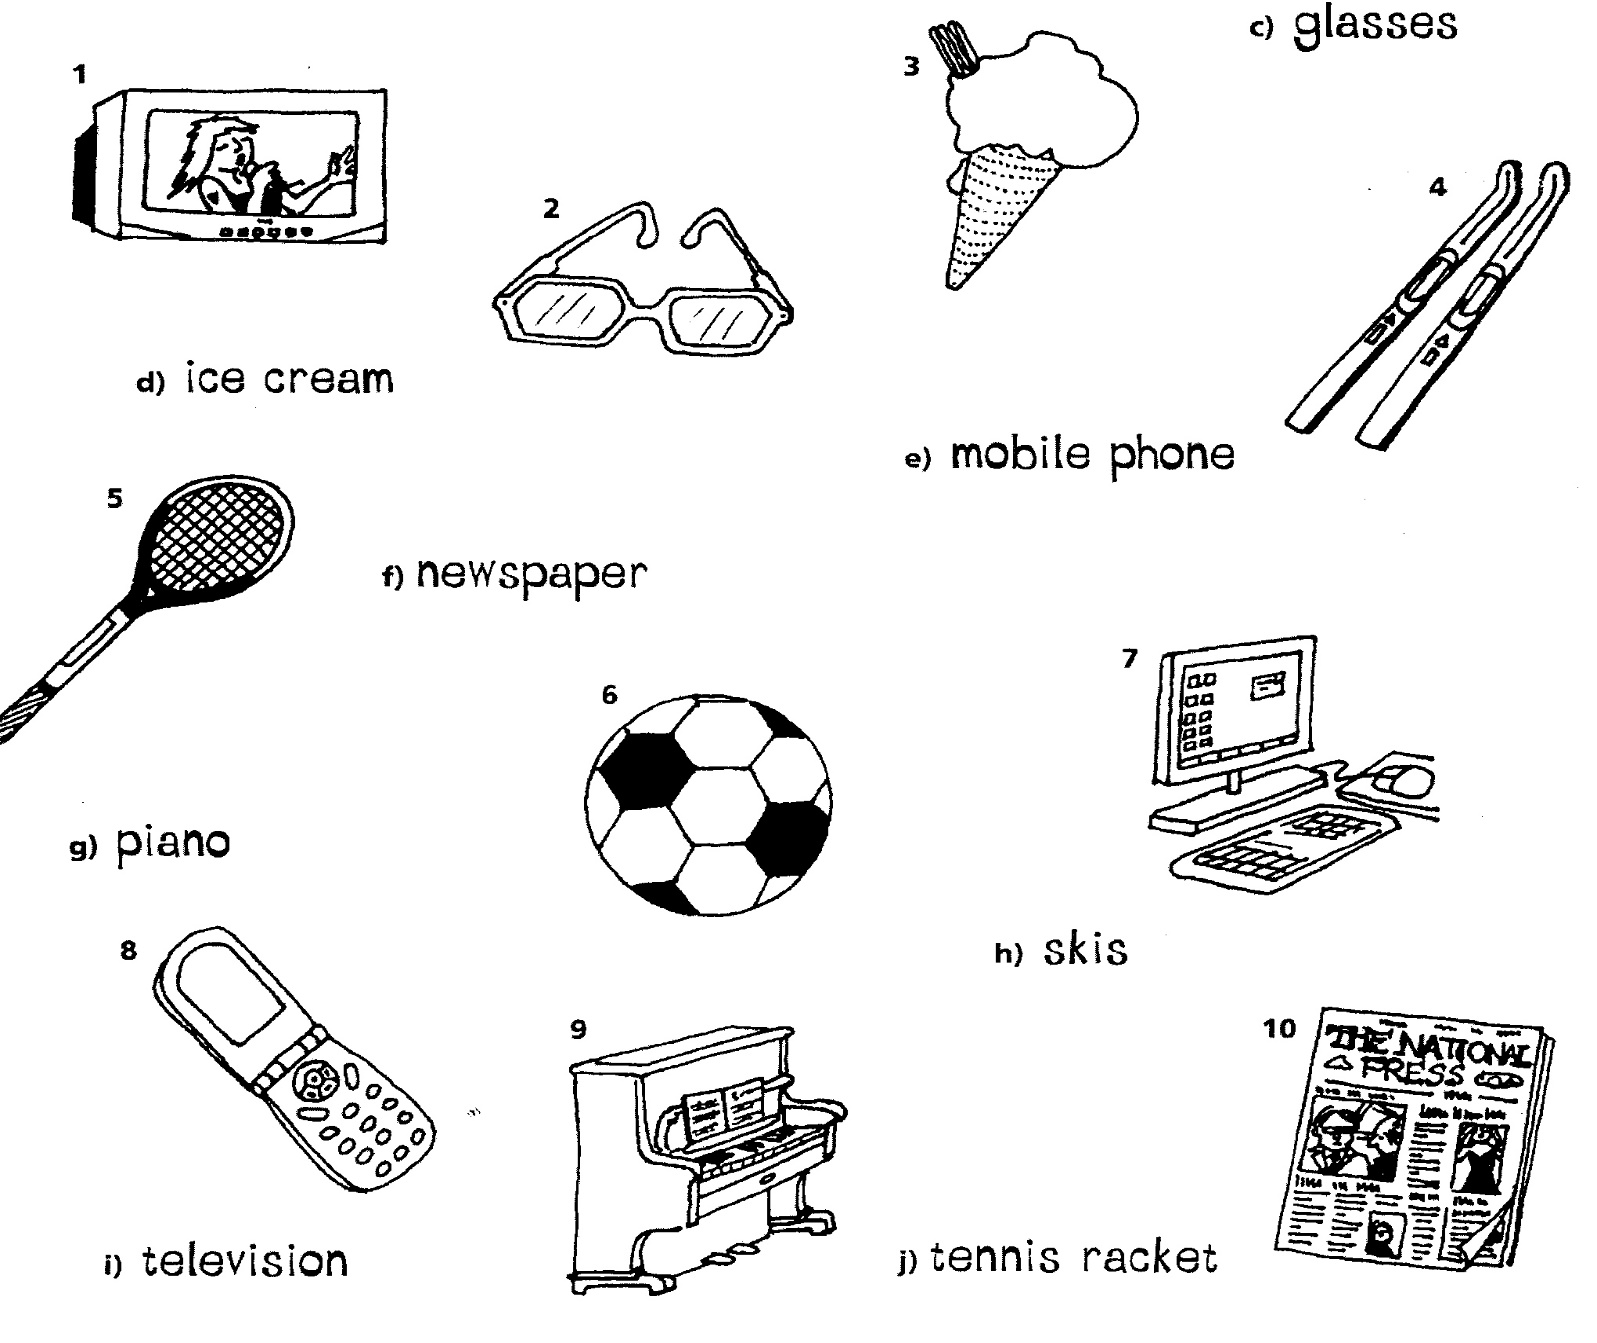 c) glasses
1
3
4
2
d) ice cream
e) mobile phone
5
f) newspaper
7
6
g) piano
8
h) skis
9
10
THE NATIONAL
PRESS
i) television
j) tennis racket